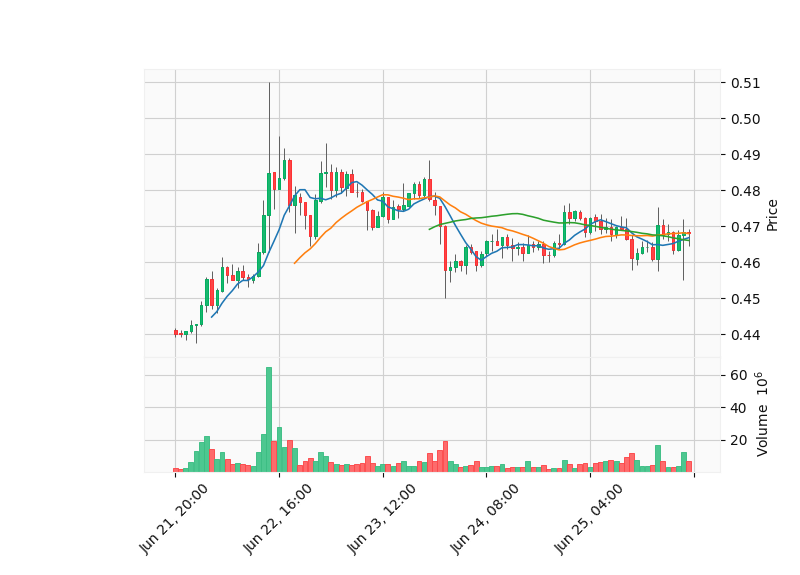 0.51
0.50
0.49
0.48
0.47
0.46
0.45
0.44
Price
60
40
20
Volume 10⁶
Jun 21, 20:00
Jun 22, 16:00
Jun 23, 12:00
Jun 24, 08:00
Jun 25, 04:00